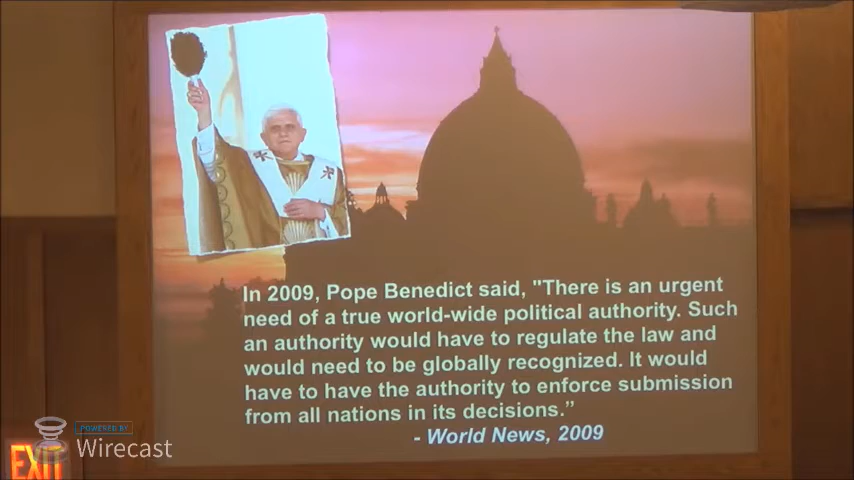 In 2009, Pope Benedict said, "There is an urgent
need of a true world-wide political authority. Such
an authority would have to regulate the law and
would need to be globally recognized. It would
have to have the authority to enforce submission
from all nations in its decisions.”
- World News, 2009
POWERED BY
Wirecast
EXIT